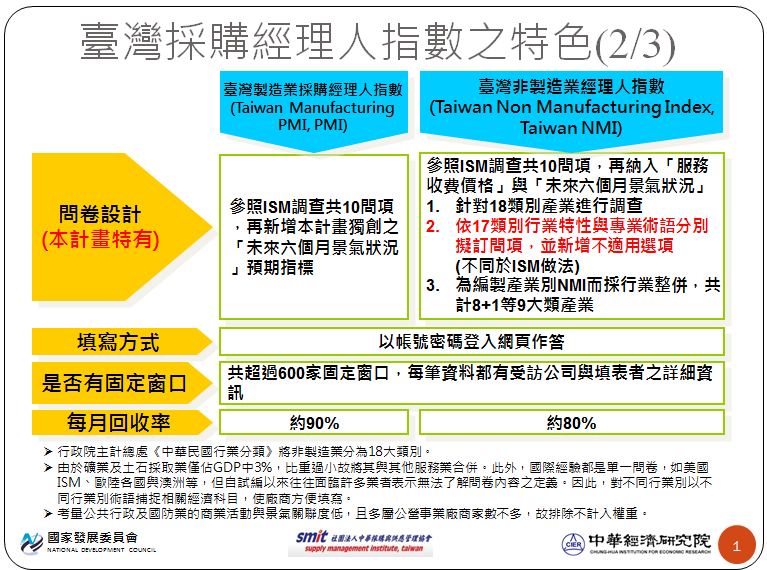 臺灣採購經理人指數之特色(2/3)
臺灣製造業採購經理人指數
(Taiwan Manufacturing
PMI, PMI)
臺灣非製造業經理人指數
(Taiwan Non Manufacturing Index,
Taiwan NMI)
問卷設計
(本計畫特有)
參照ISM調查共10問項
，再新增本計畫獨創之
「未來六個月景氣狀況
」預期指標
參照ISM調查共10問項，再納入「服務
收費價格」與「未來六個月景氣狀況」
1. 針對18類別產業進行調查
2. 依17類別行業特性與專業術語分別
擬訂問項，並新增不適用選項
(不同於ISM做法)
3. 為編製產業別NMI而採行業整併，共
計8+1等9大類產業
填寫方式
以帳號密碼登入網頁作答
是否有固定窗口
共超過600家固定窗口，每筆資料都有受訪公司與填表者之詳細資
訊
每月回收率
約90%
約80%
➢ 行政院主計總處《中華民國行業分類》將非製造業分為18大類別。
➢ 由於礦業及土石採取業僅佔GDP中3%，比重過小故將其與其他服務業合併。此外，國際經驗都是單一問卷，如美國
ISM、歐陸各國與澳洲等，但自試編以來往往面臨許多業者表示無法了解問卷內容之定義。因此，對不同行業別以不
同行業別術語捕捉相關經濟科目，使廠商方便填寫。
➢ 考量公共行政及國防業的商業活動與景氣關聯度低，且多屬公營事業廠商家數不多，故排除不計入權重。
國家發展委員會
NATIONAL DEVELOPMENT COUNCIL
smit 社團法人中華採購與供應管理協會
supply management institute, taiwan
CIER
中華經濟研究院
CHUNG-HUA INSTITUTION FOR ECONOMIC RESEARCH
1